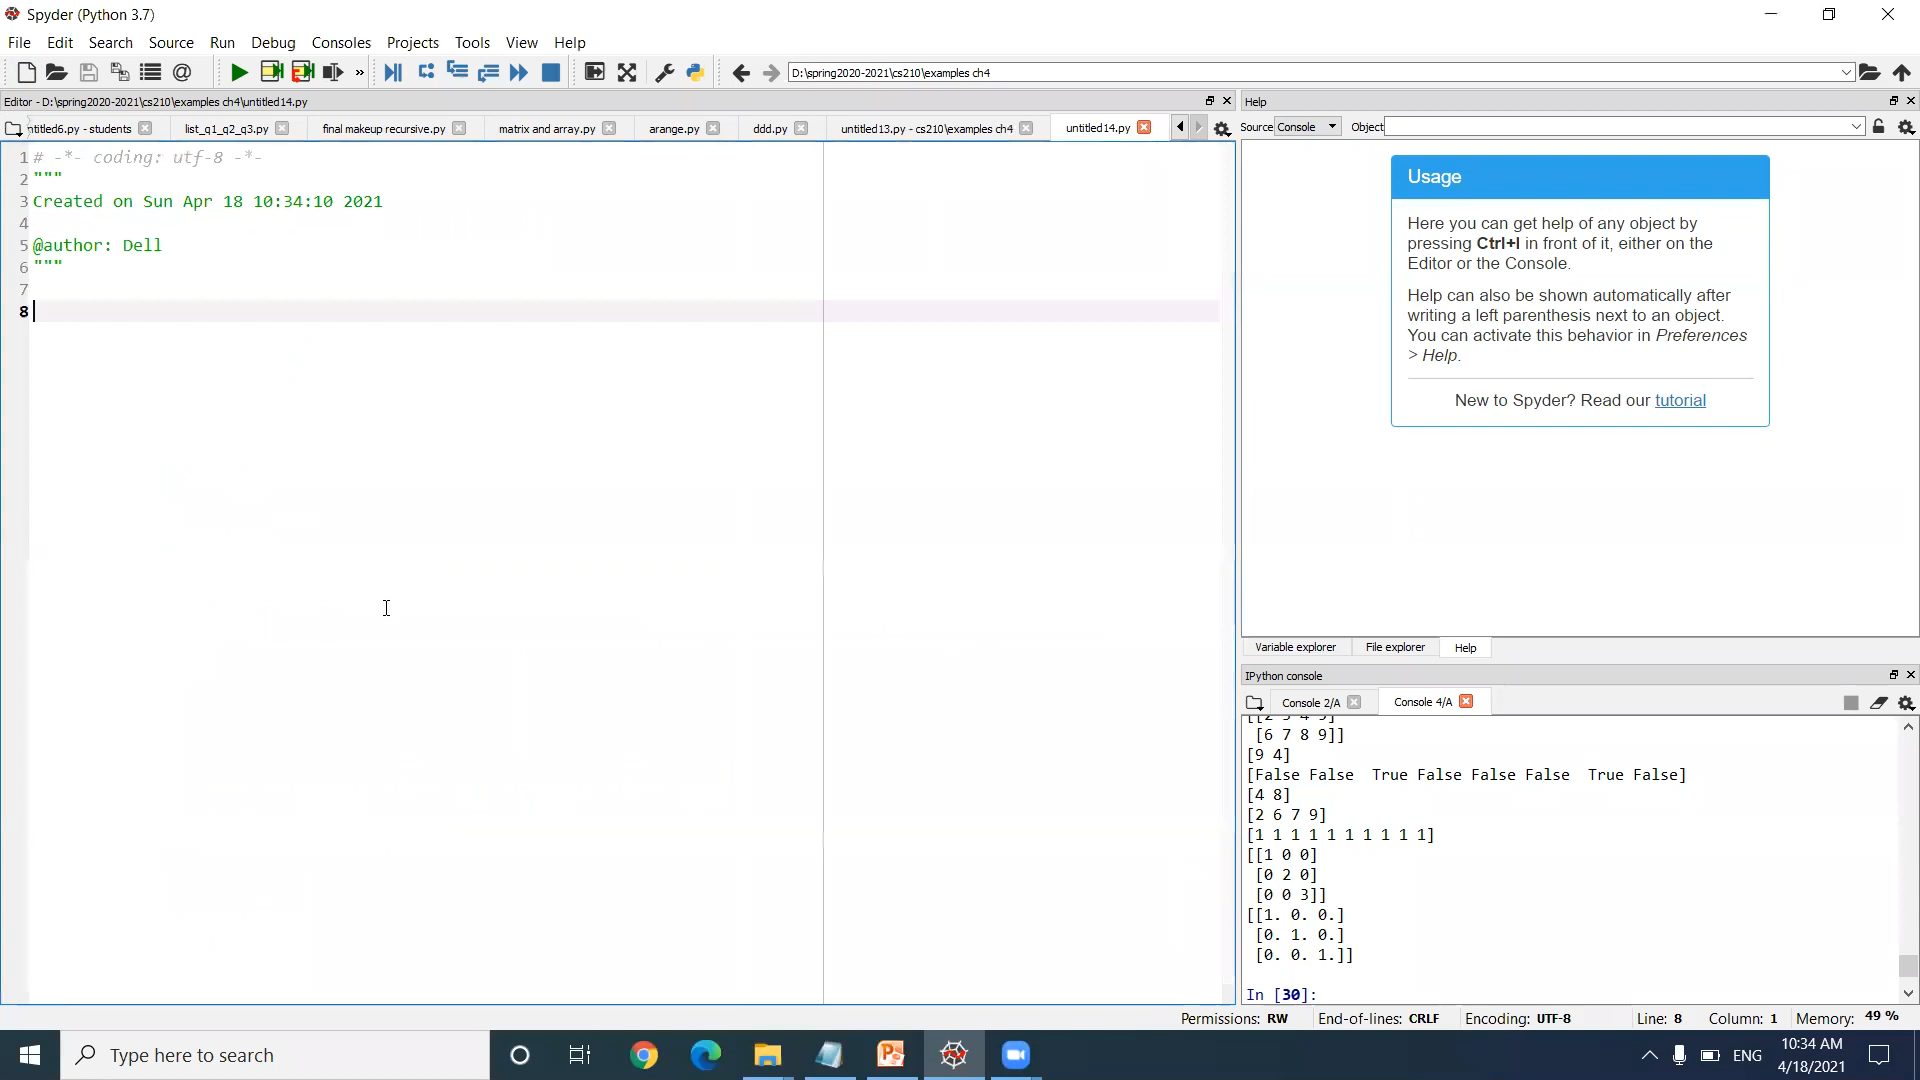 Spyder (Python 3.7)
File Edit Search Source Run Debug Consoles Projects Tools View Help
D:\spring2020-2021\cs210\examples ch4
Editor - D:\spring2020-2021\cs210\examples ch4\untitled14.py
ntitled6.py - students list_q1_q2_q3.py final makeup recursive.py matrix and array.py arange.py ddd.py untitled13.py - cs210\examples ch4 untitled14.py
1 # -*- coding: utf-8 -*-
2 """
3 Created on Sun Apr 18 10:34:10 2021
4
5 @author: Dell
6 """
7
8
Help
Source Console Object
Usage
Here you can get help of any object by
pressing Ctrl+I in front of it, either on the
Editor or the Console.
Help can also be shown automatically after
writing a left parenthesis next to an object.
You can activate this behavior in Preferences
> Help.
New to Spyder? Read our tutorial
Variable explorer File explorer Help
IPython console
Console 2/A Console 4/A
[[2 3 4 5]
[6 7 8 9]]
[9 4]
[False False  True False False False  True False]
[4 8]
[2 6 7 9]
[1 1 1 1 1 1 1 1 1 1]
[[1 0 0]
[0 2 0]
[0 0 3]]
[[1. 0. 0.]
[0. 1. 0.]
[0. 0. 1.]]
In [30]:
Permissions: RW End-of-lines: CRLF Encoding: UTF-8 Line: 8 Column: 1 Memory: 49 %
Type here to search
ENG
10:34 AM
4/18/2021